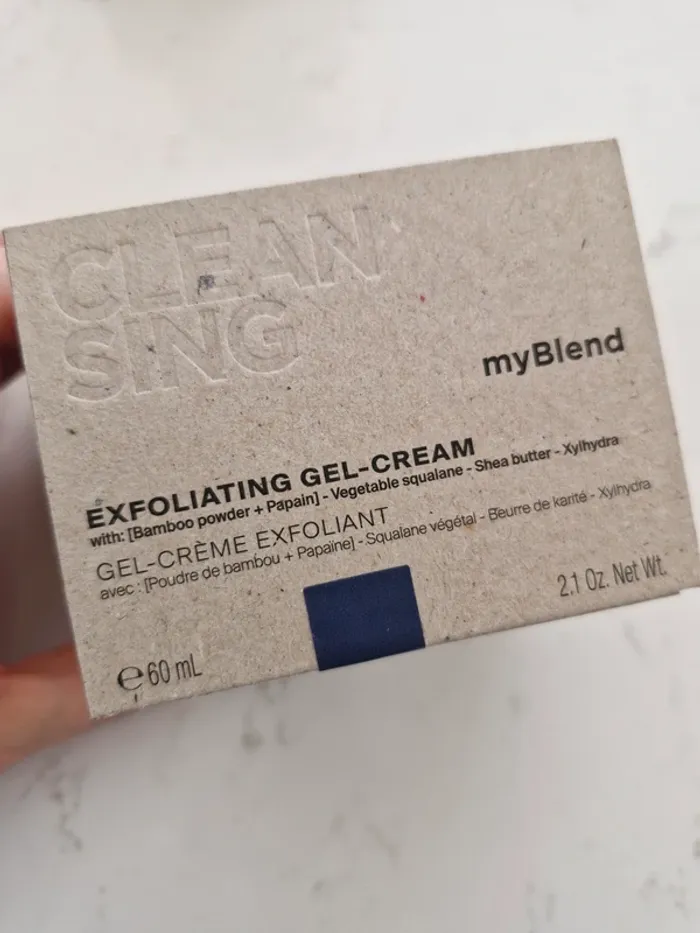 CLEAN
SING
myBlend
EXFOLIATING GEL-CREAM
with: [Bamboo powder + Papain] - Vegetable squalane - Shea butter - Xylhydra
GEL-CRÈME EXFOLIANT
avec : [Poudre de bambou + Papaïne] - Squalane végétal - Beurre de karité - Xylhydra
℮60 mL
2.1 Oz. Net Wt.